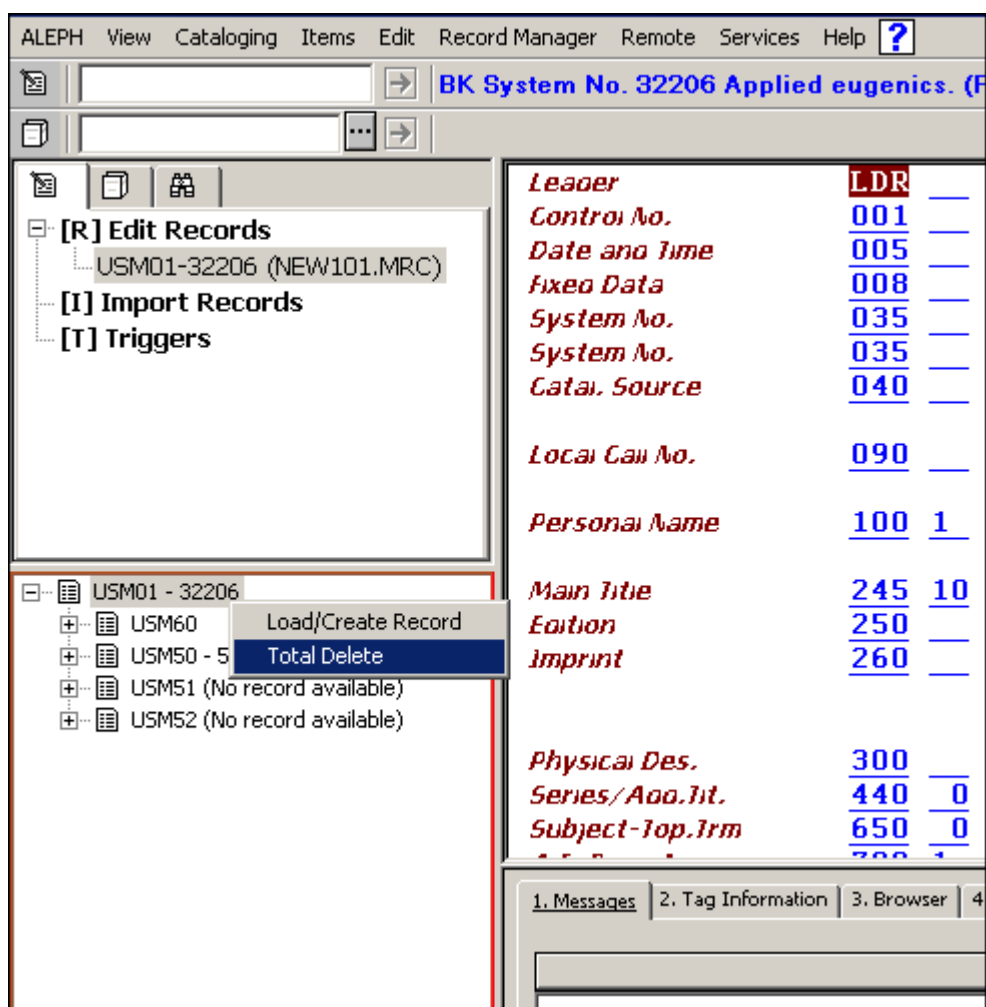 ALEPH View Cataloging Items Edit Record Manager Remote Services Help ?
BK System No. 32206 Applied eugenics. (F
...
[R] Edit Records
USM01-32206 (NEW101.MRC)
[I] Import Records
[T] Triggers
USM01 - 32206
USM60
USM50 - 5
USM51 (No record available)
USM52 (No record available)
Load/Create Record
Total Delete
Leader LDR
Control No. 001
Date and Time 005
Fixed Data 008
System No. 035
System No. 035
Catal. Source 040
Local Call No. 090
Personal Name 100 1
Main Title 245 10
Edition 250
Imprint 260
Physical Des. 300
Series/Add.Tit. 440 0
Subject-Top.Trm 650 0
1. Messages 2. Tag Information 3. Browser 4